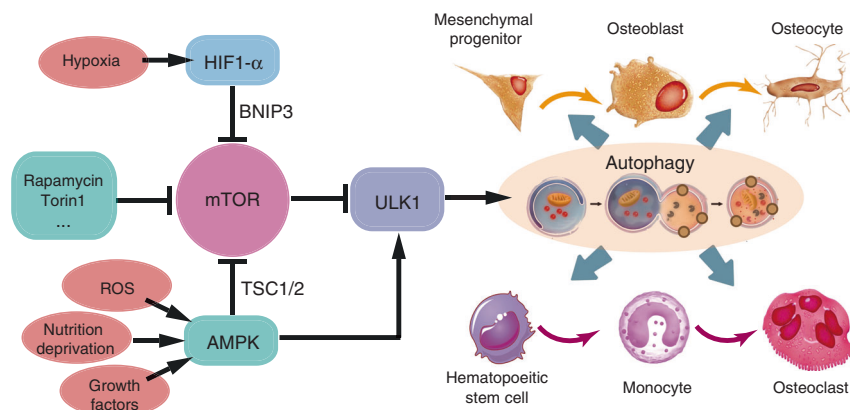 Mesenchymal
progenitor
Osteoblast
Osteocyte
Hypoxia
HIF1-α
BNIP3
Autophagy
Rapamycin
Torin1
...
mTOR
ULK1
TSC1/2
ROS
Nutrition
deprivation
AMPK
Growth
factors
Hematopoeitic
stem cell
Monocyte
Osteoclast